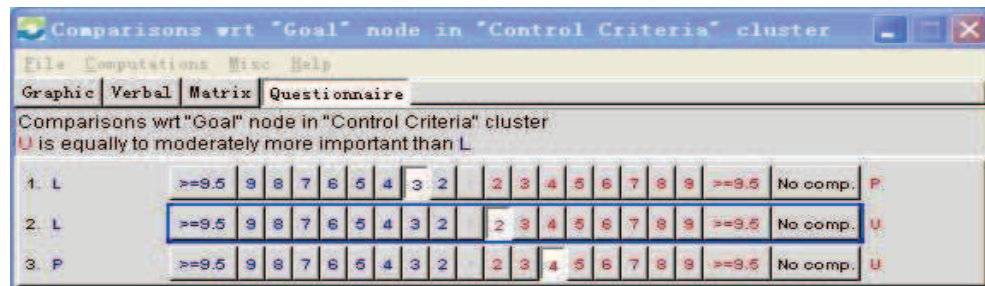 Comparisons wrt "Goal" node in "Control Criteria" cluster
File Computations Misc Help
Graphic Verbal Matrix Questionnaire
Comparisons wrt "Goal" node in "Control Criteria" cluster
U is equally to moderately more important than L
1. L >=9.5 9 8 7 6 5 4 3 2 2 3 4 5 6 7 8 9 >=9.5 No comp. P
2. L >=9.5 9 8 7 6 5 4 3 2 2 3 4 5 6 7 8 9 >=9.5 No comp. U
3. P >=9.5 9 8 7 6 5 4 3 2 2 3 4 5 6 7 8 9 >=9.5 No comp. U